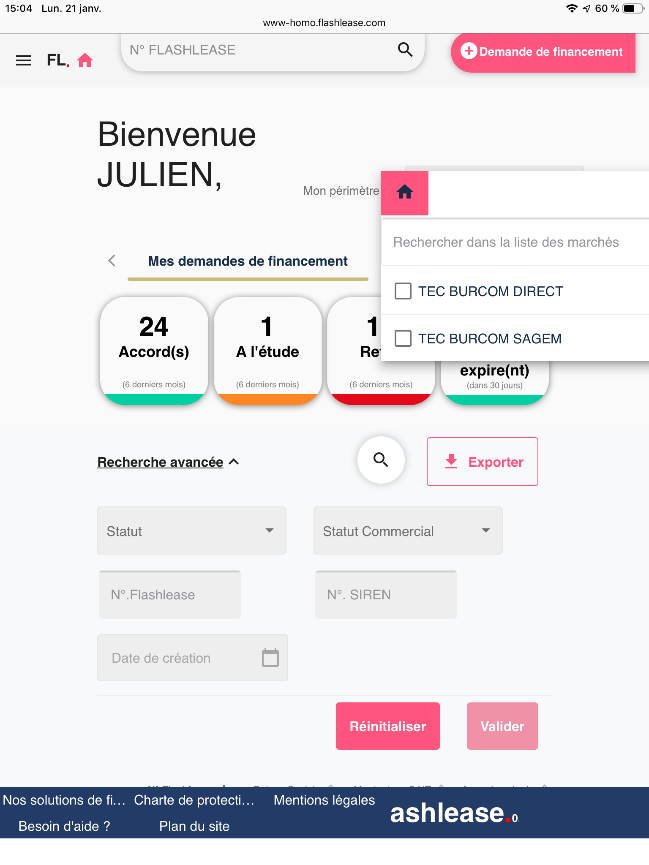 15:04 Lun. 21 janv.
60 %
www-homo.flashlease.com
FL.
N° FLASHLEASE
Demande de financement
Bienvenue
JULIEN,
Mon périmètre
Rechercher dans la liste des marchés
TEC BURCOM DIRECT
TEC BURCOM SAGEM
Mes demandes de financement
24
Accord(s)
(6 derniers mois)
1
A l'étude
(6 derniers mois)
1
Re
(6 derniers mois)
expire(nt)
(dans 30 jours)
Recherche avancée
Exporter
Statut
Statut Commercial
N°.Flashlease
N°. SIREN
Date de création
Réinitialiser
Valider
Nos solutions de fi... Charte de protecti... Mentions légales
ashlease.0
Besoin d'aide ? Plan du site